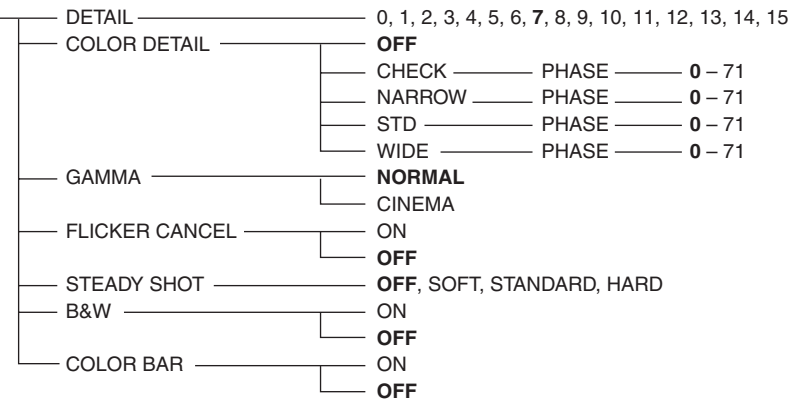 DETAIL 0, 1, 2, 3, 4, 5, 6, 7, 8, 9, 10, 11, 12, 13, 14, 15
COLOR DETAIL OFF
CHECK PHASE 0 – 71
NARROW PHASE 0 – 71
STD PHASE 0 – 71
WIDE PHASE 0 – 71
GAMMA NORMAL
CINEMA
FLICKER CANCEL ON
OFF
STEADY SHOT OFF, SOFT, STANDARD, HARD
B&W ON
OFF
COLOR BAR ON
OFF